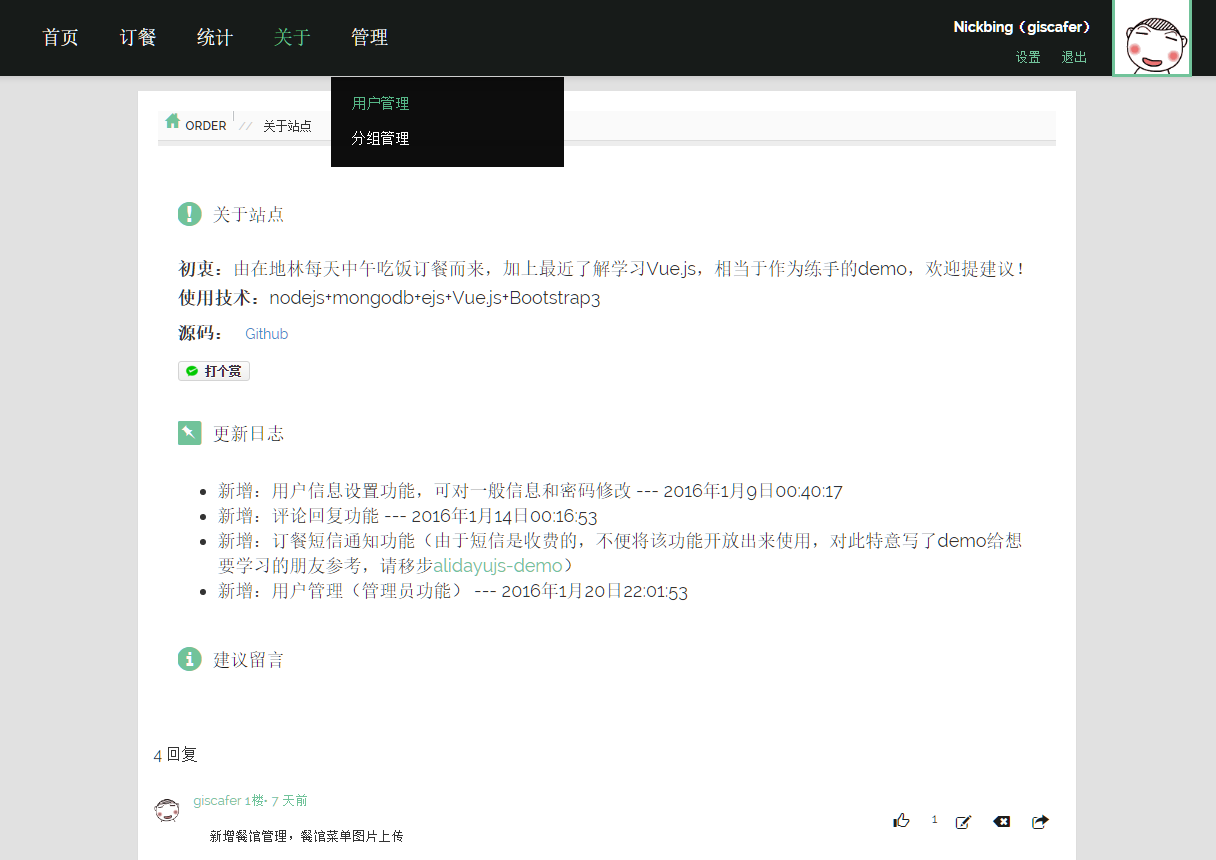 首页 订餐 统计 关于 管理
Nickbing（giscafer）
设置 退出
用户管理
分组管理
ORDER // 关于站点
关于站点
初衷：由在地林每天中午吃饭订餐而来，加上最近了解学习Vue.js，相当于作为练手的demo，欢迎提建议！
使用技术：nodejs+mongodb+ejs+Vue.js+Bootstrap3
源码： Github
打个赏
更新日志
新增：用户信息设置功能，可对一般信息和密码修改 --- 2016年1月9日00:40:17
新增：评论回复功能 --- 2016年1月14日00:16:53
新增：订餐短信通知功能（由于短信是收费的，不便将该功能开放出来使用，对此特意写了demo给想
要学习的朋友参考，请移步alidayujs-demo）
新增：用户管理（管理员功能） --- 2016年1月20日22:01:53
建议留言
4 回复
giscafer 1楼• 7 天前
1
新增餐馆管理，餐馆菜单图片上传